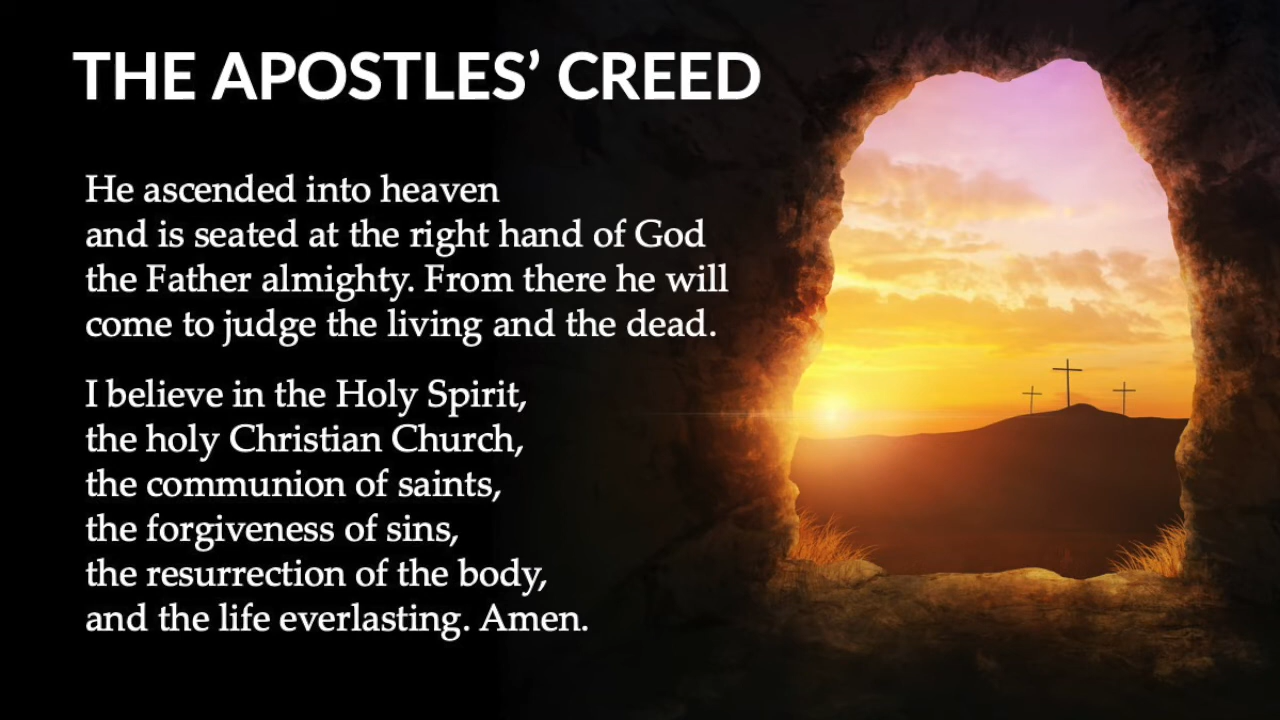 THE APOSTLES’ CREED
He ascended into heaven
and is seated at the right hand of God
the Father almighty. From there he will
come to judge the living and the dead.
I believe in the Holy Spirit,
the holy Christian Church,
the communion of saints,
the forgiveness of sins,
the resurrection of the body,
and the life everlasting. Amen.